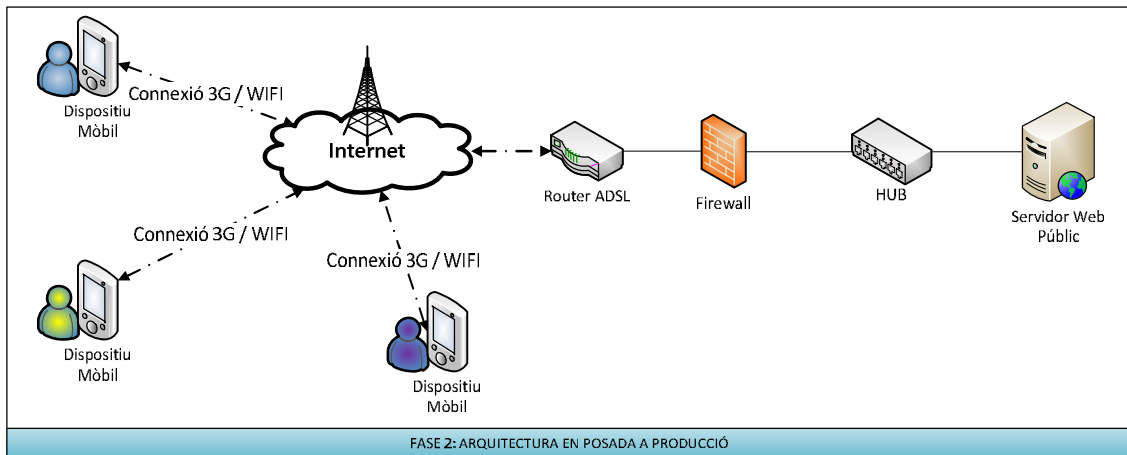 Connexió 3G / WIFI
Dispositiu
Mòbil
Internet
Router ADSL
Firewall
HUB
Servidor Web
Públic
Connexió 3G / WIFI
Dispositiu
Mòbil
Connexió 3G / WIFI
Dispositiu
Mòbil
FASE 2: ARQUITECTURA EN POSADA A PRODUCCIÓ